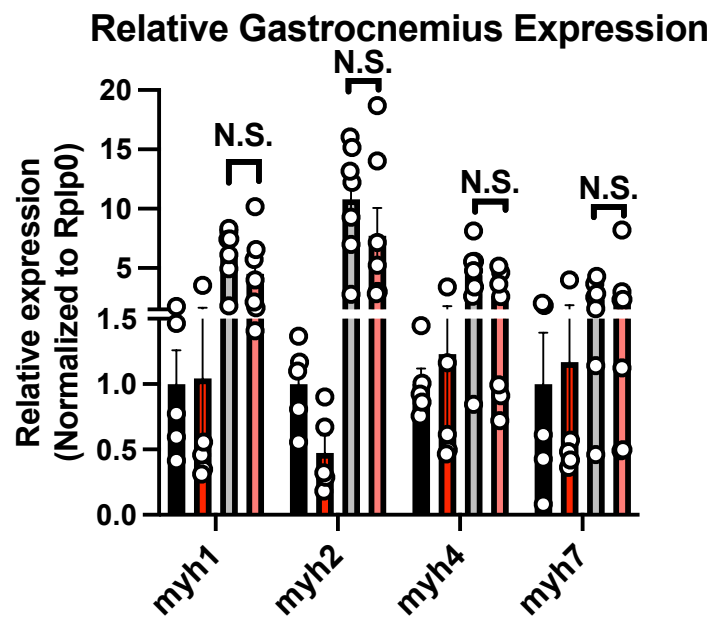 Relative Gastrocnemius Expression
N.S.
N.S.
N.S.
N.S.
Relative expression
(Normalized to Rplp0)
20
15
10
5
1.5
1.0
0.5
0.0
myh1
myh2
myh4
myh7